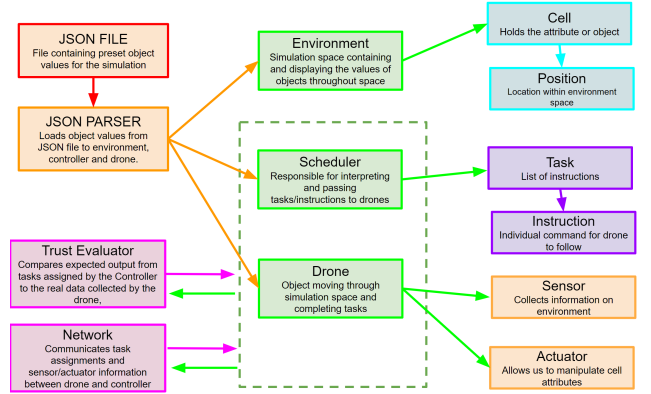 JSON FILE
File containing preset object
values for the simulation
JSON PARSER
Loads object values from
JSON file to environment,
controller and drone.
Trust Evaluator
Compares expected output from
tasks assigned by the Controller
to the real data collected by the
drone,
Network
Communicates task
assignments and
sensor/actuator information
between drone and controller
Environment
Simulation space containing
and displaying the values of
objects throughout space
Scheduler
Responsible for interpreting
and passing
tasks/instructions to drones
Drone
Object moving through
simulation space and
completing tasks
Cell
Holds the attribute or object
Position
Location within environment
space
Task
List of instructions
Instruction
Individual command for drone
to follow
Sensor
Collects information on
environment
Actuator
Allows us to manipulate cell
attributes